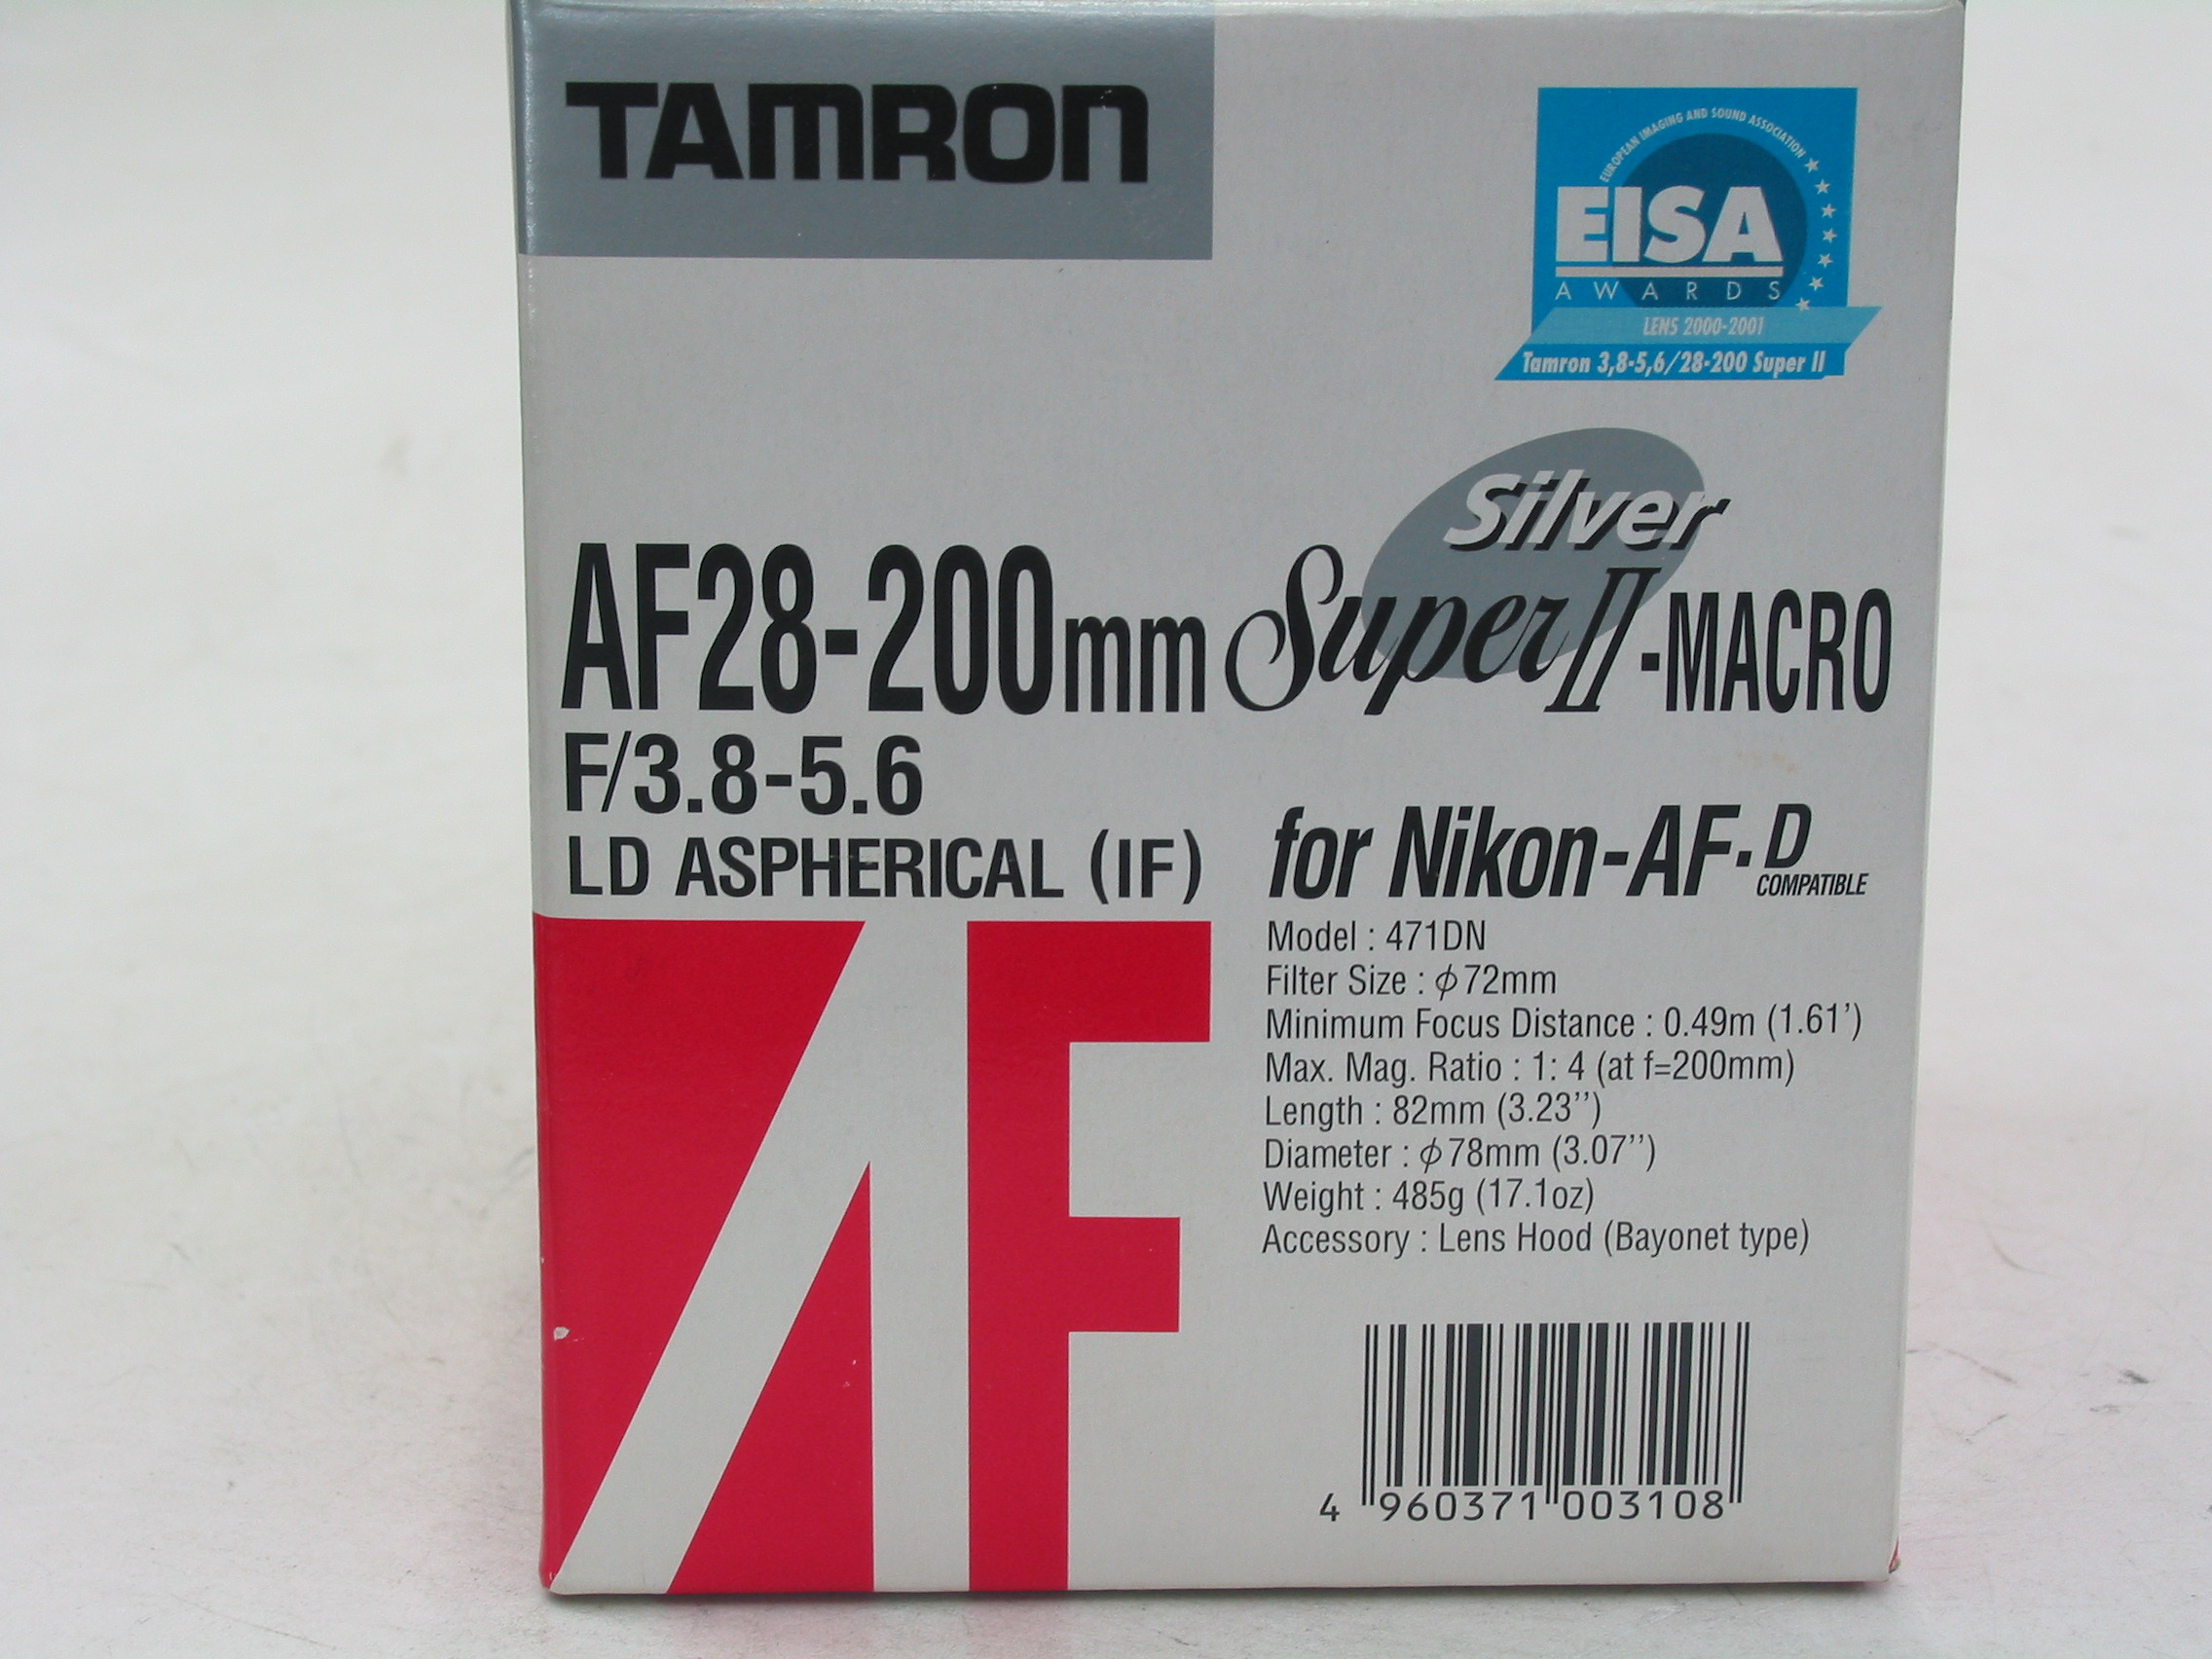 TAMRON
EUROPEAN IMAGING AND SOUND ASSOCIATION
EISA
AWARDS
LENS 2000-2001
Tamron 3,8-5,6/28-200 Super II
Silver
AF28-200mm Super II-MACRO
F/3.8-5.6
LD ASPHERICAL (IF)
for Nikon-AF·D
COMPATIBLE
AF
Model : 471DN
Filter Size : ϕ72mm
Minimum Focus Distance : 0.49m (1.61')
Max. Mag. Ratio : 1: 4 (at f=200mm)
Length : 82mm (3.23'')
Diameter : ϕ78mm (3.07'')
Weight : 485g (17.1oz)
Accessory : Lens Hood (Bayonet type)
4 960371 003108